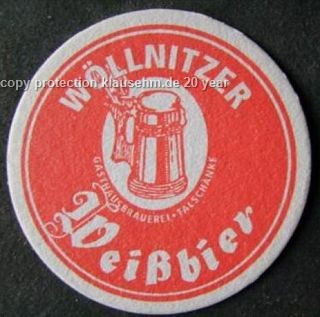 WÖLLNITZER
copy protection klausehm.de 20 year
GASTHAUSBRAUEREI • TALSCHÄNKE
Weißbier